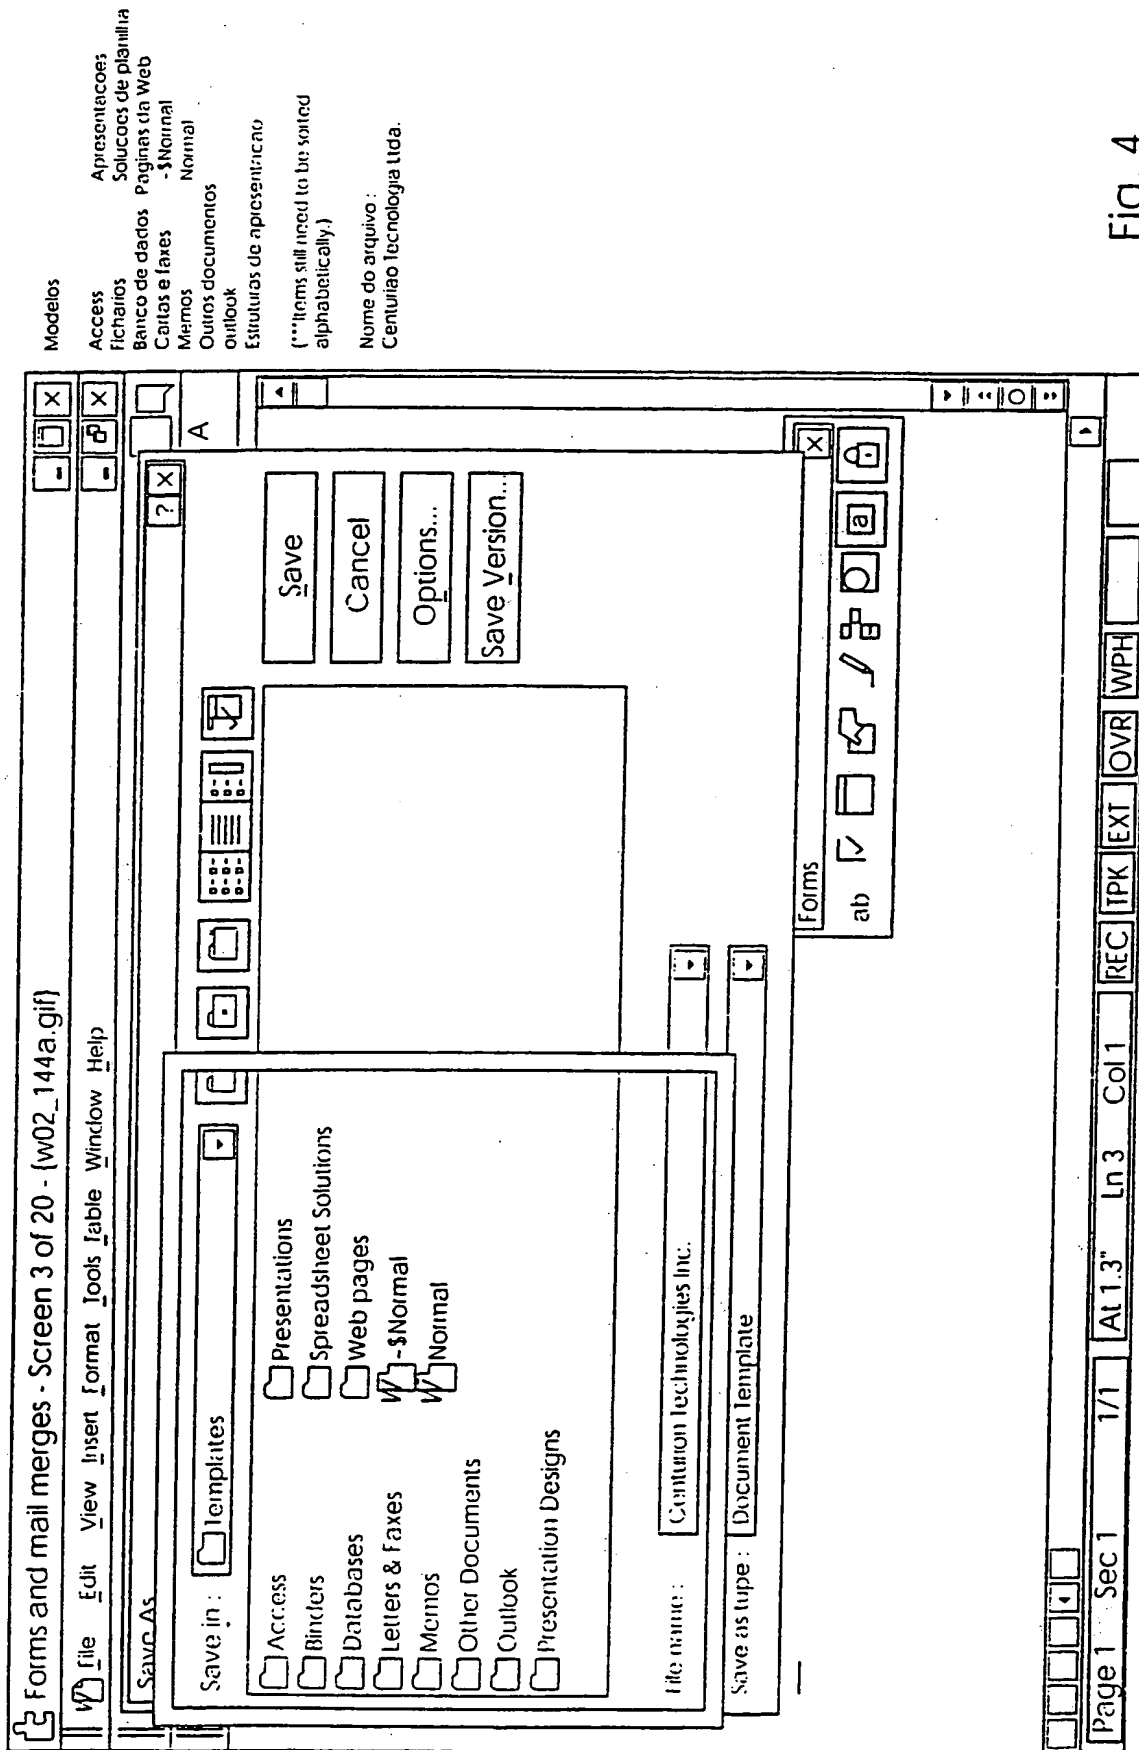 Forms and mail merges - Screen 3 of 20 - {w02_144a.gif}
File Edit View Insert Format Tools Table Window Help
A
Save As
Save in :
Templates
Access
Binders
Databases
Letters & Faxes
Memos
Other Documents
Outlook
Presentation Designs
Presentations
Spreadsheet Solutions
Web pages
-$Normal
Normal
Save
Cancel
Options...
Save Version...
File name :
Centurion Technologies Inc.
Save as tupe :
Document Template
Forms
ab
a
Page 1 Sec 1 1/1 At 1.3" Ln 3 Col 1 REC TPK EXT OVR WPH
Modelos
Access
Ficharios
Banco de dados
Cartas e faxes
Memos
Outros documentos
outlook
Estruturas de apresentacao
Apresentacoes
Solucoes de planilha
Paginas da Web
-$Normal
Normal
(***Items still need to be sorted
alphabetically.)
Nome do arquivo :
Centuriao Tecnologia Ltda.
Fig. 4